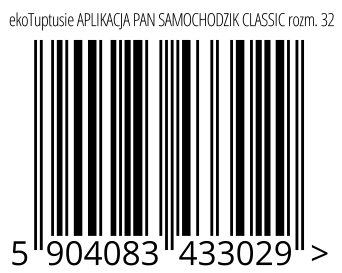 ekoTuptusie APLIKACJA PAN SAMOCHODZIK CLASSIC rozm. 32
5 904083 433029 >